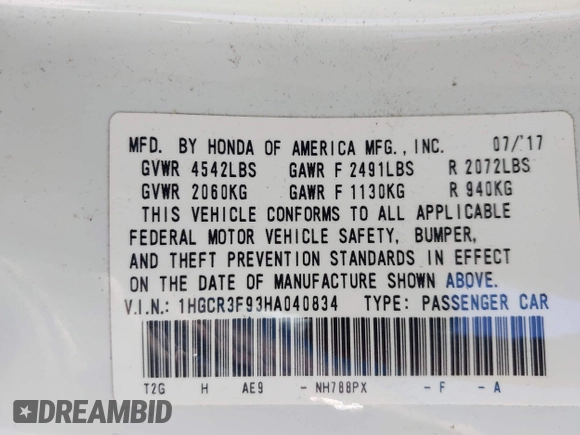 MFD. BY HONDA OF AMERICA MFG., INC. 07/'17
GVWR 4542LBS GAWR F 2491LBS R 2072LBS
GVWR 2060KG GAWR F 1130KG R 940KG
THIS VEHICLE CONFORMS TO ALL APPLICABLE
FEDERAL MOTOR VEHICLE SAFETY, BUMPER,
AND THEFT PREVENTION STANDARDS IN EFFECT
ON THE DATE OF MANUFACTURE SHOWN ABOVE.
V.I.N.: 1HGCR3F93HA040834 TYPE: PASSENGER CAR
T2G H AE9 - NH788PX - F - A
DREAMBID